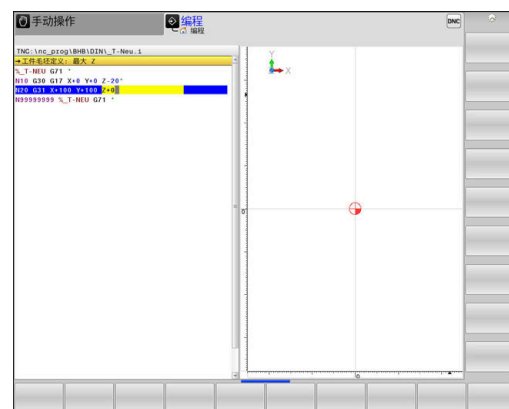 手动操作
编程
编程
DNC
TNC:\nc_prog\BHB\DIN\_T-Neu.i
→工件毛坯定义: 最大 Z
%_T-NEU G71 *
N10 G30 G17 X+0 Y+0 Z-20*
N20 G31 X+100 Y+100 Z+0
N99999999 %_T-NEU G71 *
Y
X
0
0